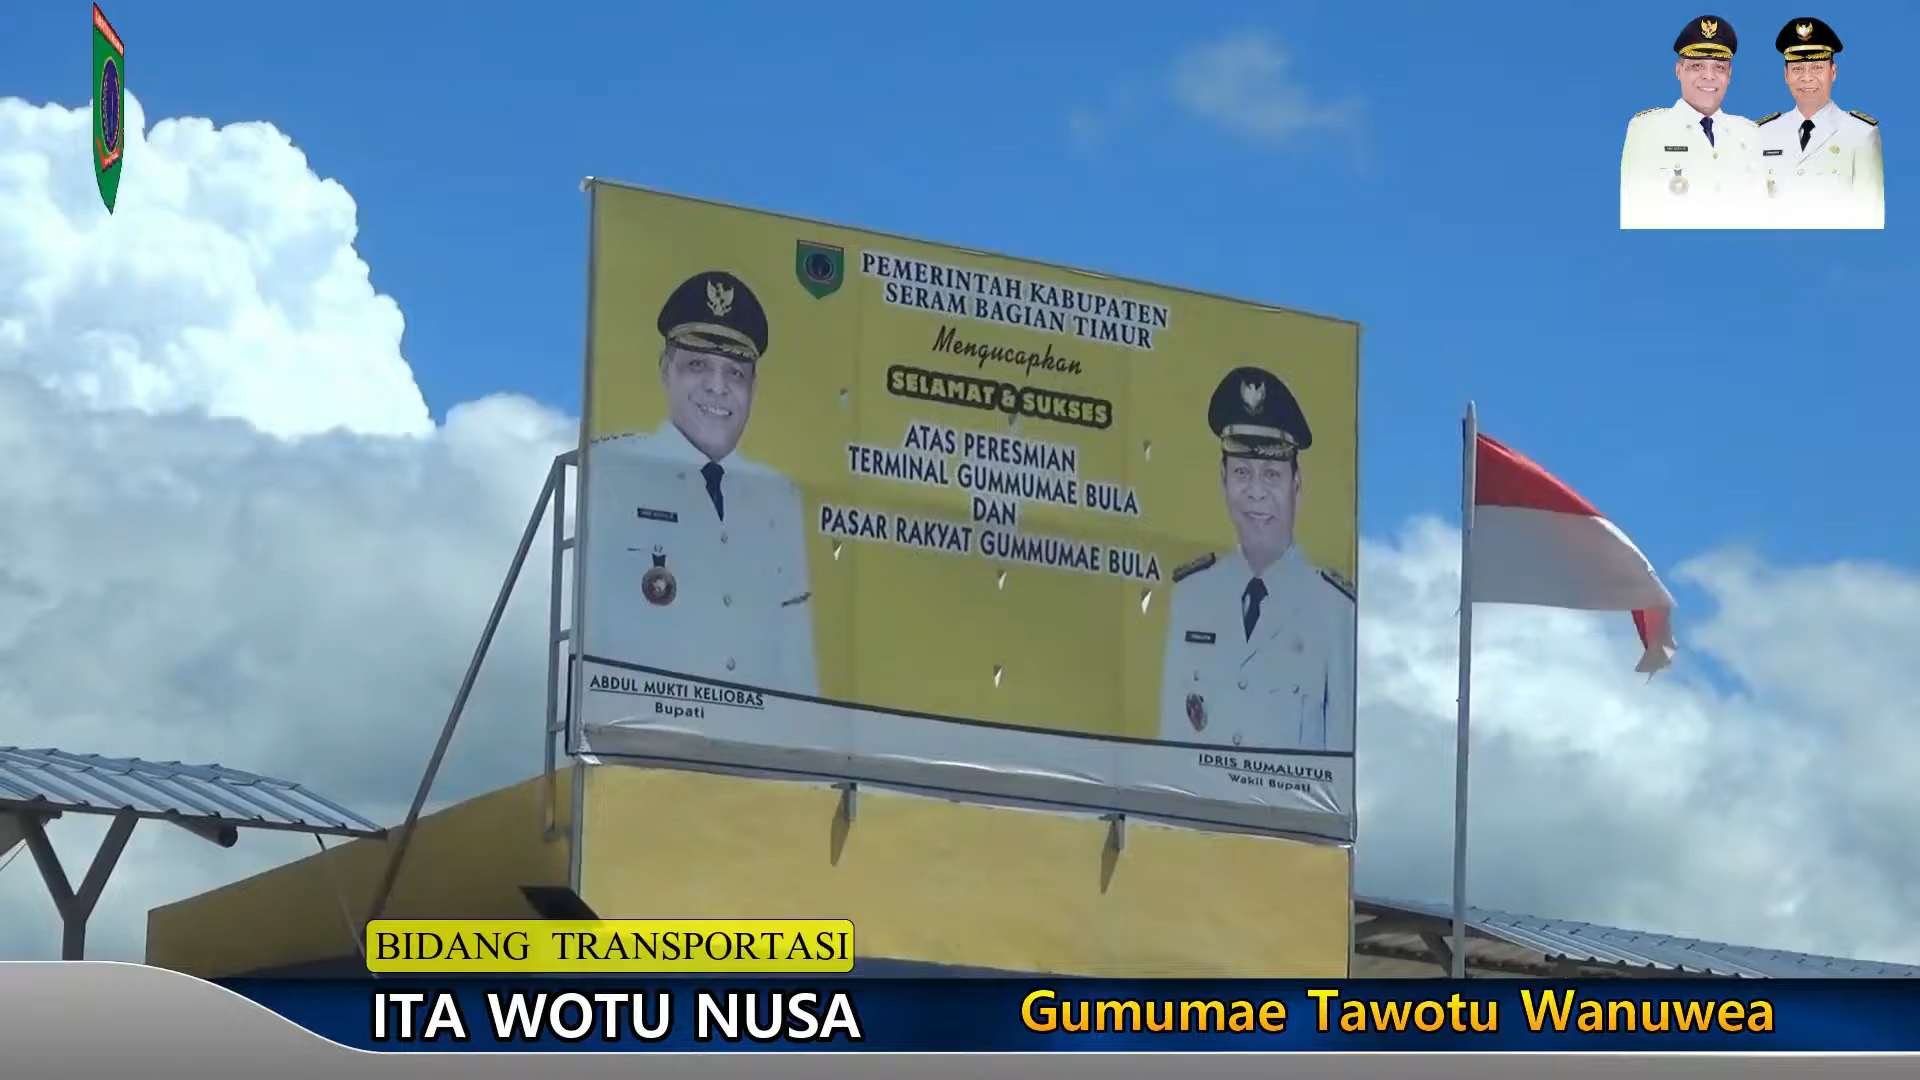 PEMERINTAH KABUPATEN
SERAM BAGIAN TIMUR
Mengucapkan
SELAMAT & SUKSES
ATAS PERESMIAN
TERMINAL GUMMUMAE BULA
DAN
PASAR RAKYAT GUMMUMAE BULA
ABDUL MUKTI KELIOBAS
Bupati
IDRIS RUMALUTUR
Wakil Bupati
BIDANG TRANSPORTASI
ITA WOTU NUSA
Gumumae Tawotu Wanuwea